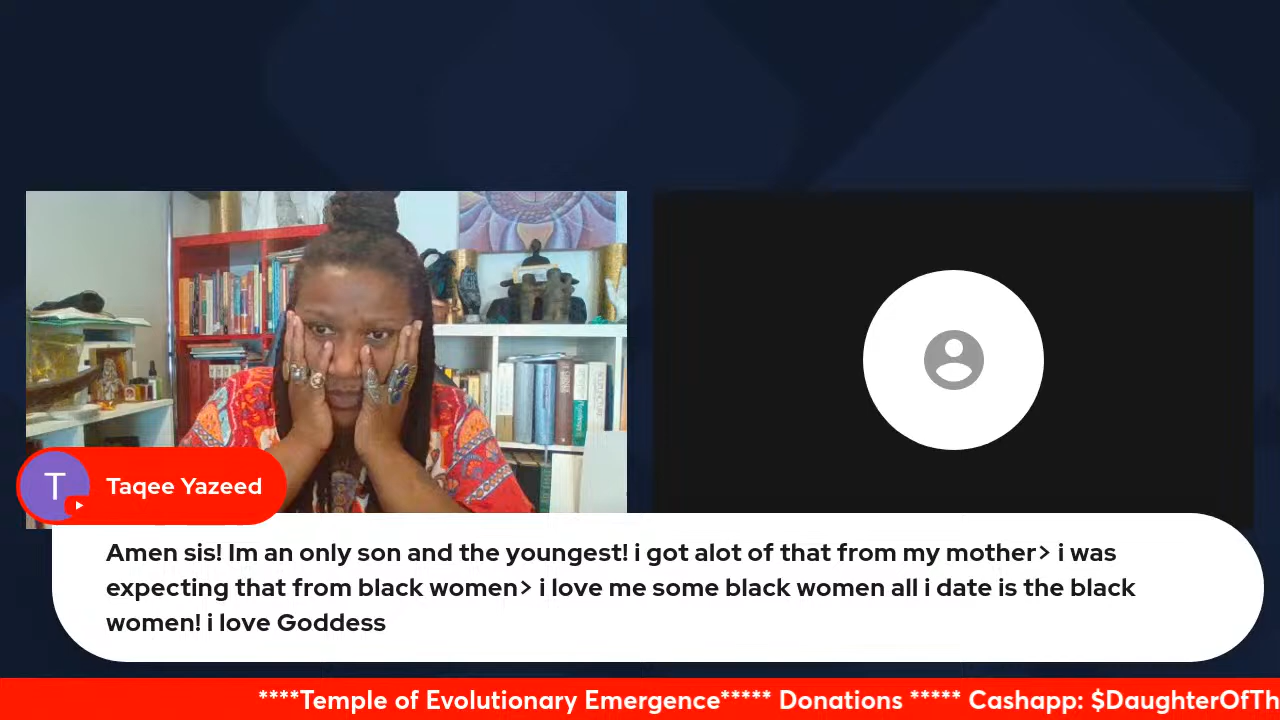 T
Taqee Yazeed
Amen sis! Im an only son and the youngest! i got alot of that from my mother> i was
expecting that from black women> i love me some black women all i date is the black
women! i love Goddess
****Temple of Evolutionary Emergence***** Donations ***** Cashapp: $DaughterOfTh